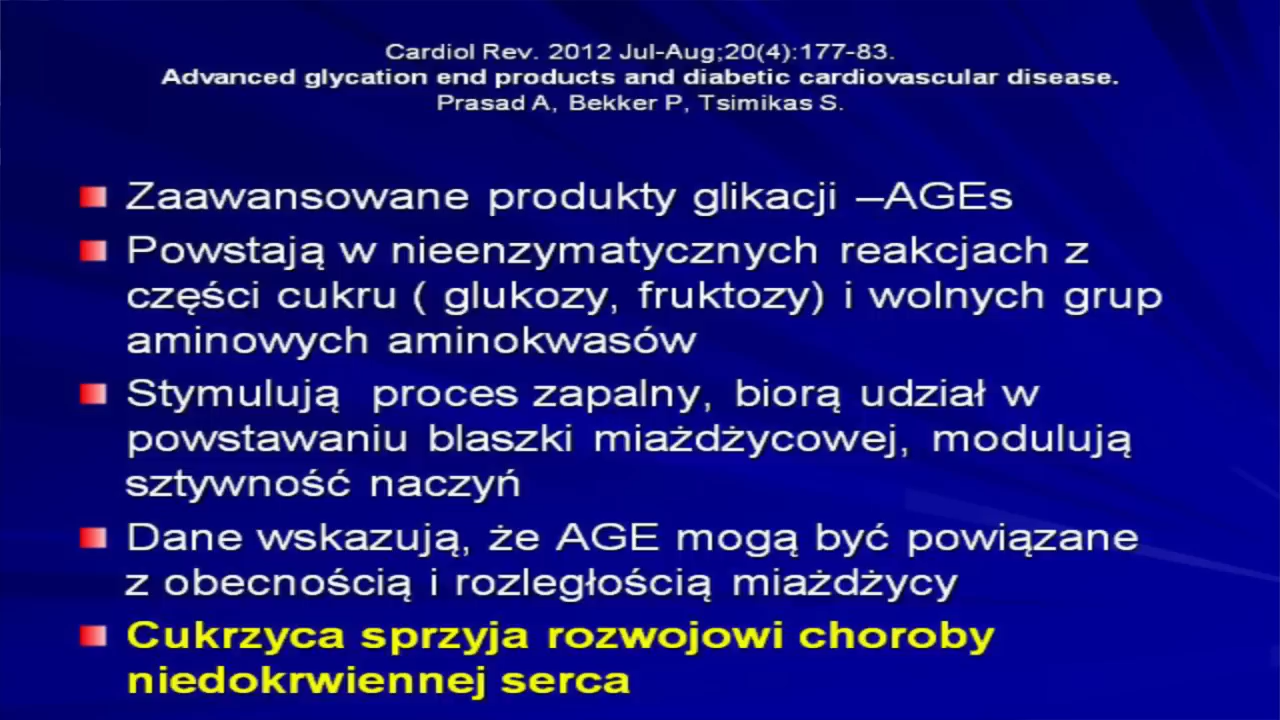 Cardiol Rev. 2012 Jul-Aug;20(4):177-83.
Advanced glycation end products and diabetic cardiovascular disease.
Prasad A, Bekker P, Tsimikas S.
Zaawansowane produkty glikacji –AGEs
Powstają w nieenzymatycznych reakcjach z
części cukru ( glukozy, fruktozy) i wolnych grup
aminowych aminokwasów
Stymulują proces zapalny, biorą udział w
powstawaniu blaszki miażdżycowej, modulują
sztywność naczyń
Dane wskazują, że AGE mogą być powiązane
z obecnością i rozległością miażdżycy
Cukrzyca sprzyja rozwojowi choroby
niedokrwiennej serca